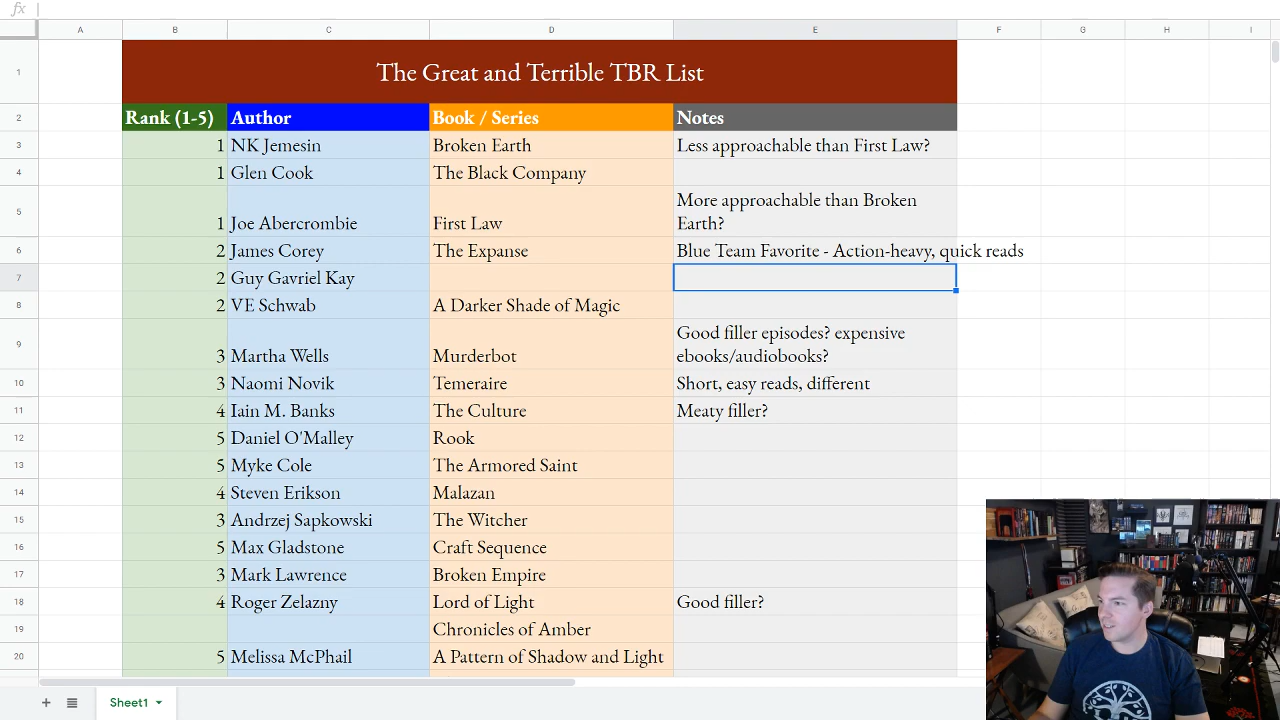 fx
A B C D E F G H I
1 The Great and Terrible TBR List
2 Rank (1-5) Author Book / Series Notes
3 1 NK Jemesin Broken Earth Less approachable than First Law?
4 1 Glen Cook The Black Company
More approachable than Broken
5 1 Joe Abercrombie First Law Earth?
6 2 James Corey The Expanse Blue Team Favorite - Action-heavy, quick reads
7 2 Guy Gavriel Kay
8 2 VE Schwab A Darker Shade of Magic
Good filler episodes? expensive
9 3 Martha Wells Murderbot ebooks/audiobooks?
10 3 Naomi Novik Temeraire Short, easy reads, different
11 4 Iain M. Banks The Culture Meaty filler?
12 5 Daniel O'Malley Rook
13 5 Myke Cole The Armored Saint
14 4 Steven Erikson Malazan
15 3 Andrzej Sapkowski The Witcher
16 5 Max Gladstone Craft Sequence
17 3 Mark Lawrence Broken Empire
18 4 Roger Zelazny Lord of Light Good filler?
19 Chronicles of Amber
20 5 Melissa McPhail A Pattern of Shadow and Light
Sheet1